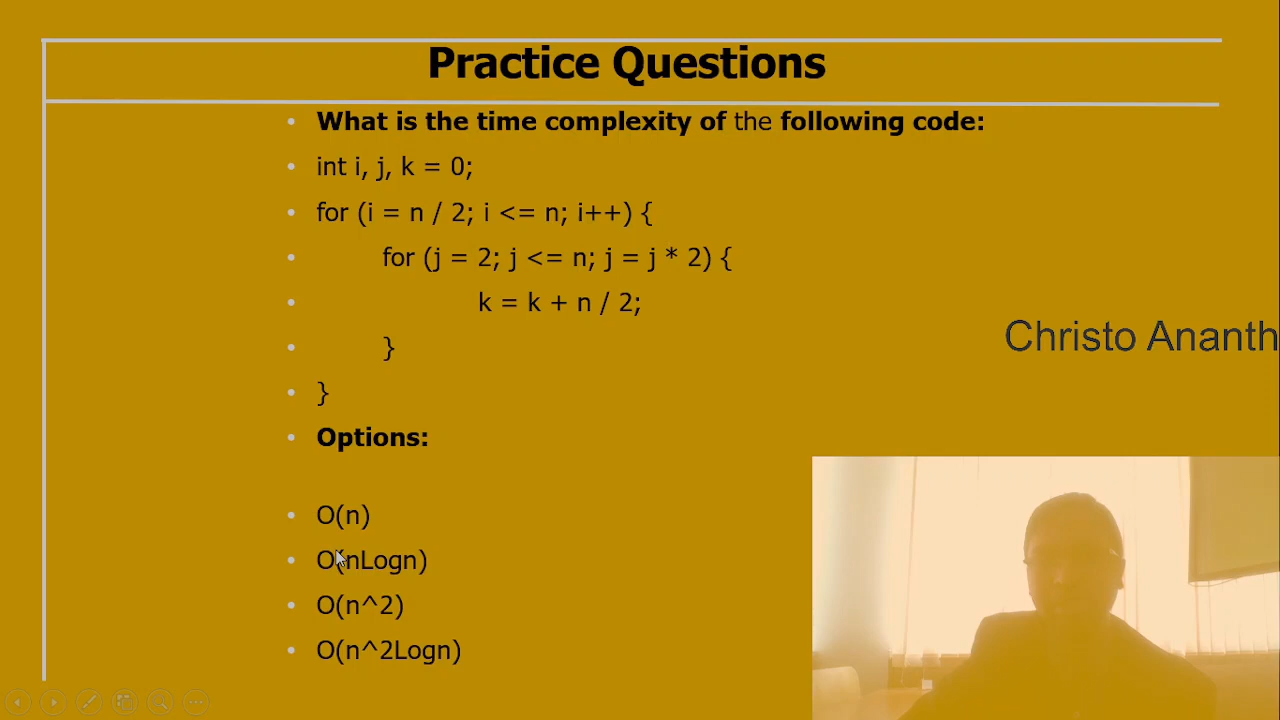 Practice Questions
• What is the time complexity of the following code:
• int i, j, k = 0;
• for (i = n / 2; i <= n; i++) {
• for (j = 2; j <= n; j = j * 2) {
• k = k + n / 2;
• }
• }
• Options:
• O(n)
• O(nLogn)
• O(n^2)
• O(n^2Logn)
Christo Ananth